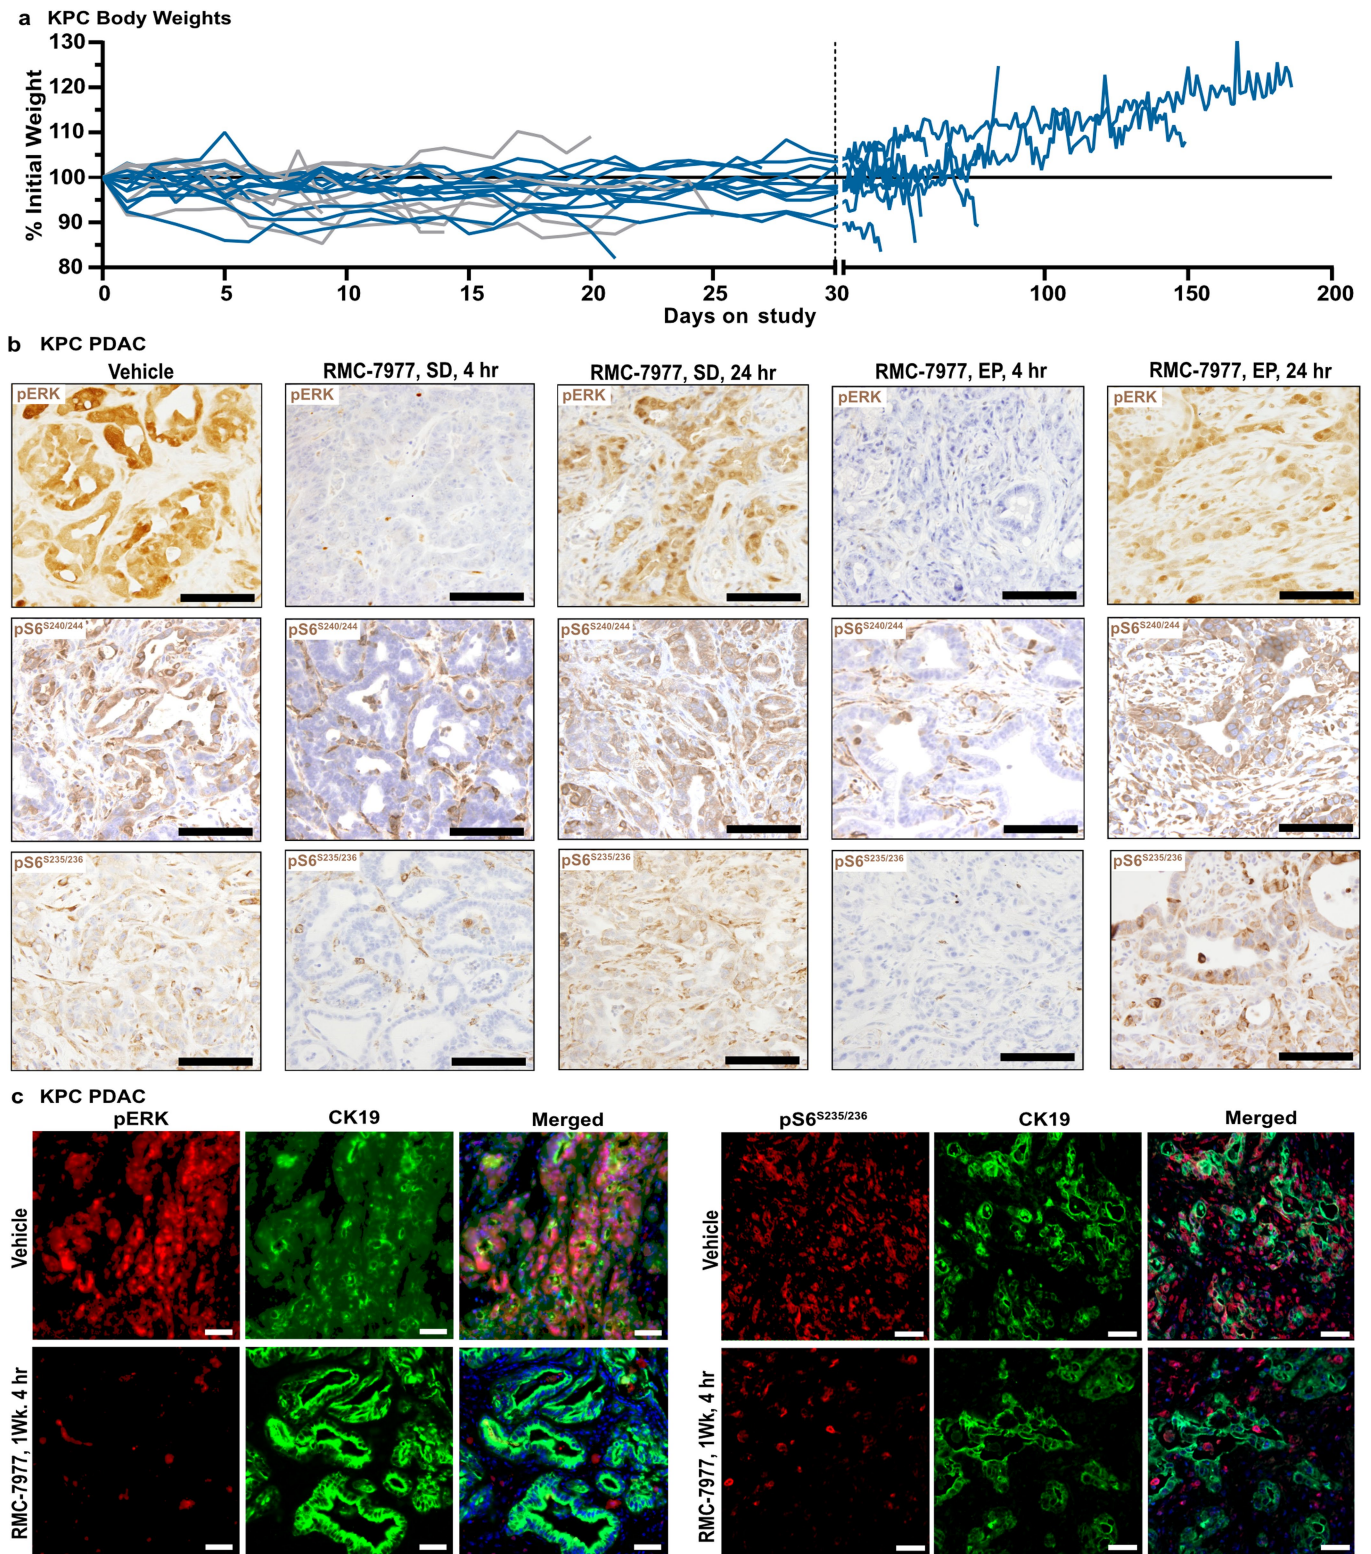 a KPC Body Weights
% Initial Weight
130
120
110
100
90
80
0 5 10 15 20 25 30 100 150 200
Days on study
b KPC PDAC
Vehicle RMC-7977, SD, 4 hr RMC-7977, SD, 24 hr RMC-7977, EP, 4 hr RMC-7977, EP, 24 hr
pERK pERK pERK pERK pERK
pS6S240/244 pS6S240/244 pS6S240/244 pS6S240/244 pS6S240/244
pS6S235/236 pS6S235/236 pS6S235/236 pS6S235/236 pS6S235/236
c KPC PDAC
pERK CK19 Merged pS6S235/236 CK19 Merged
Vehicle Vehicle
RMC-7977, 1Wk. 4 hr RMC-7977, 1Wk, 4 hr